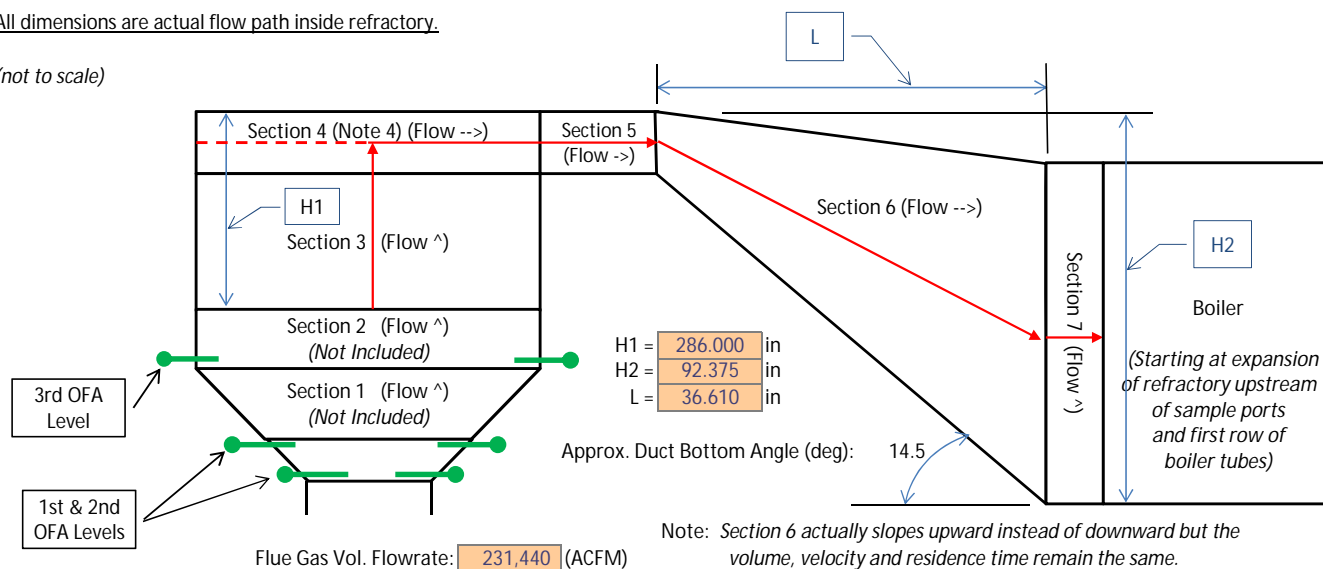 All dimensions are actual flow path inside refractory.
(not to scale)
L
Section 4 (Note 4) (Flow -->)
Section 5
(Flow ->)
H1
Section 3 (Flow ^)
Section 6 (Flow -->)
H2
Section 7 (Flow ^)
Boiler
(Starting at expansion
of refractory upstream
of sample ports
and first row of
boiler tubes)
Section 2 (Flow ^)
(Not Included)
Section 1 (Flow ^)
(Not Included)
H1 = 286.000 in
H2 = 92.375 in
L = 36.610 in
3rd OFA
Level
Approx. Duct Bottom Angle (deg): 14.5
1st & 2nd
OFA Levels
Note: Section 6 actually slopes upward instead of downward but the
volume, velocity and residence time remain the same.
Flue Gas Vol. Flowrate: 231,440 (ACFM)